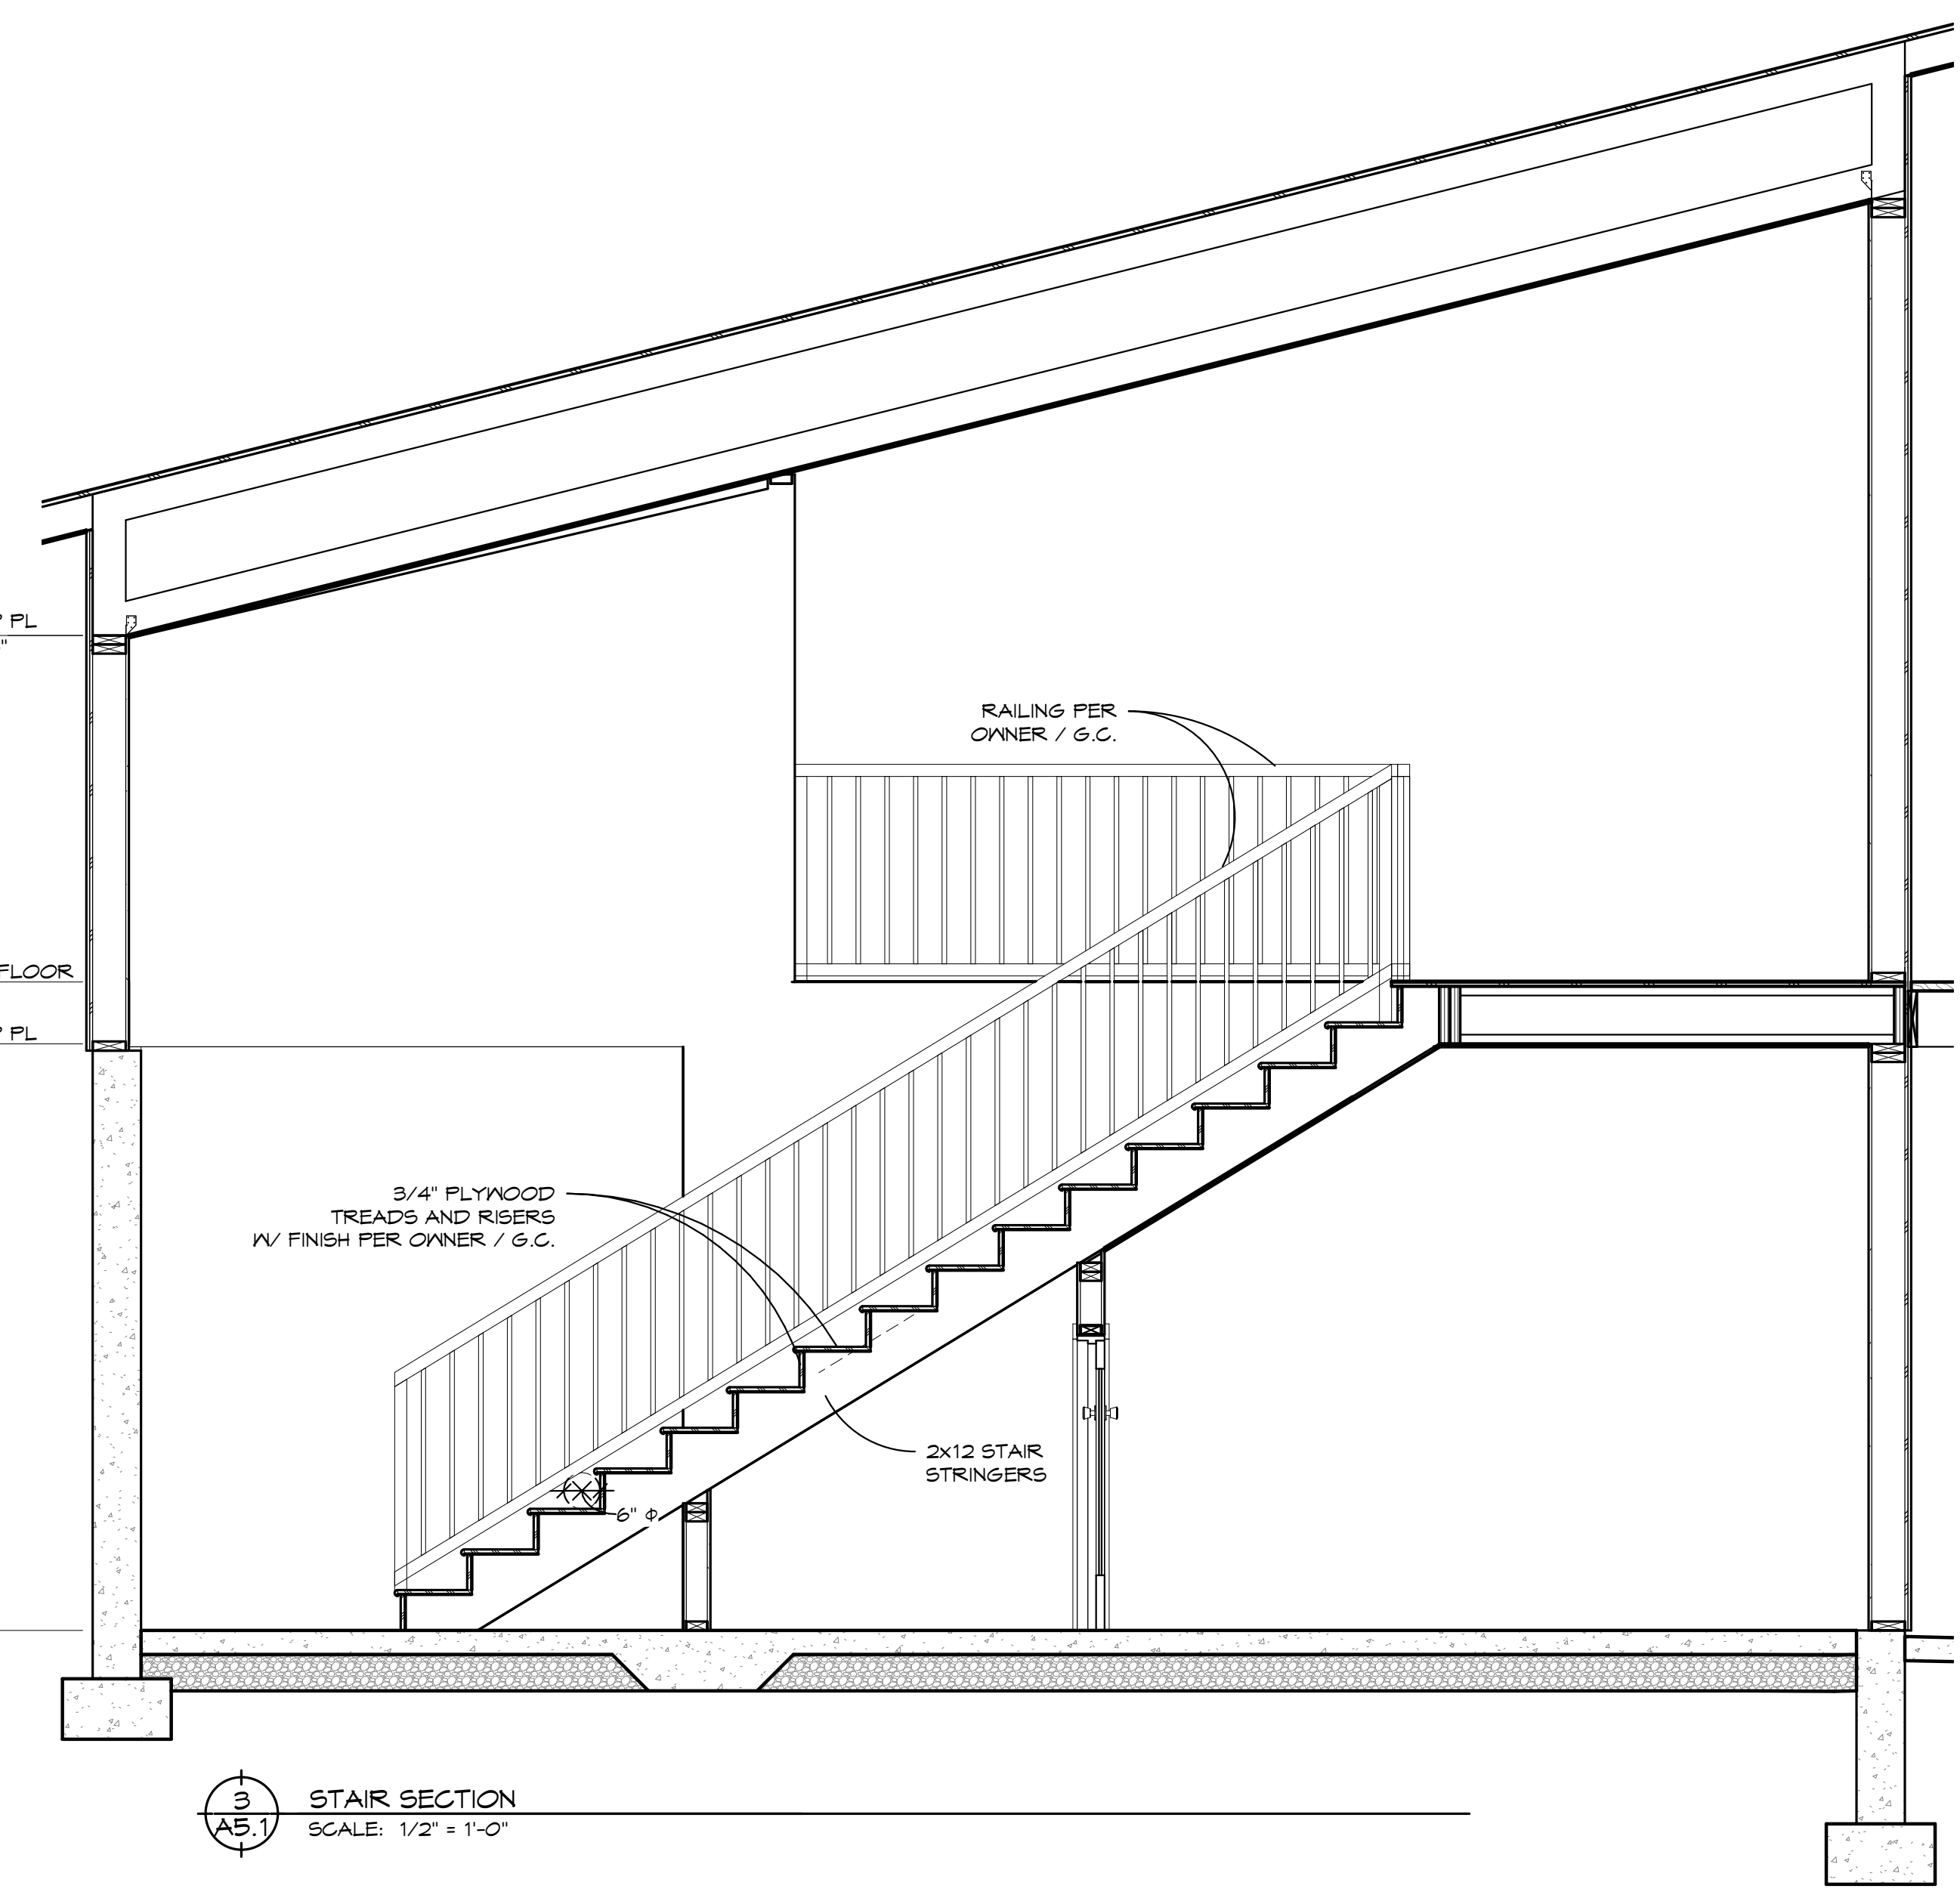 PL
"
RAILING PER
OWNER / G.C.
FLOOR
PL
3/4" PLYWOOD
TREADS AND RISERS
W/ FINISH PER OWNER / G.C.
2x12 STAIR
STRINGERS
6" Φ
3
A5.1
STAIR SECTION
SCALE: 1/2" = 1'-0"